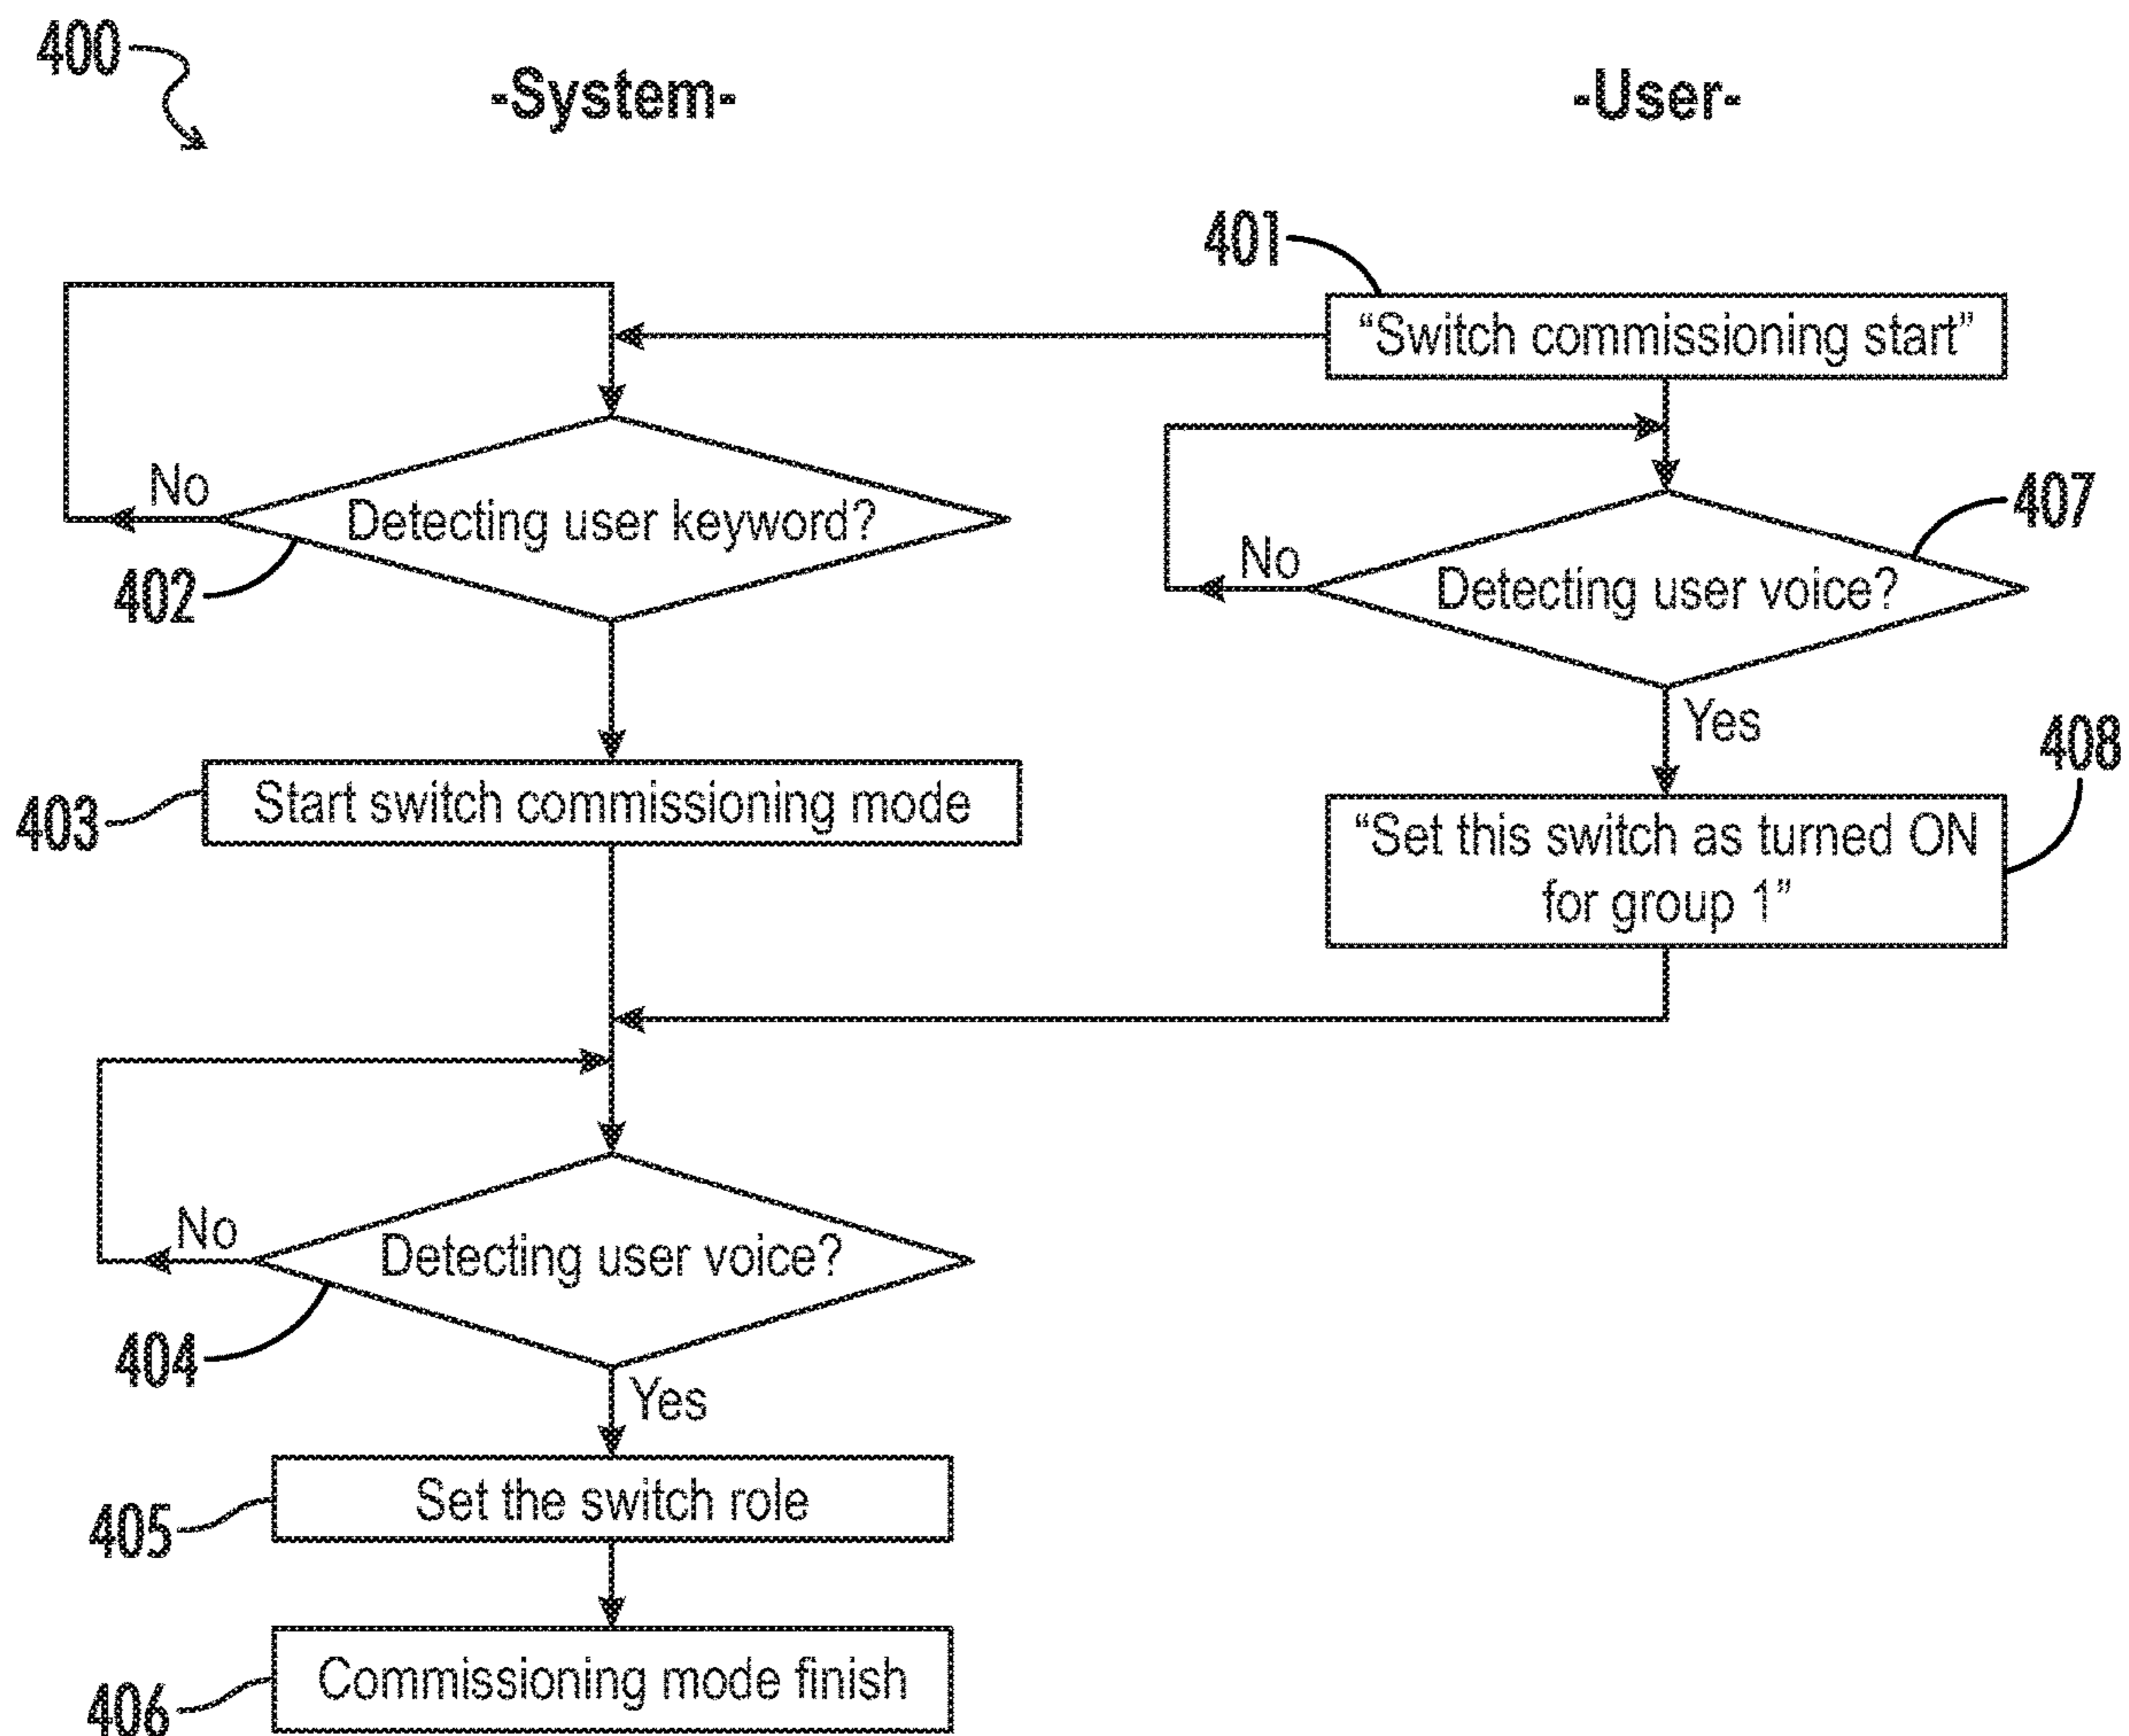 400
-System-
-User-
401
“Switch commissioning start”
No
Detecting user keyword?
402
407
No
Detecting user voice?
Yes
403
Start switch commissioning mode
408
“Set this switch as turned ON
for group 1”
No
Detecting user voice?
404
Yes
405
Set the switch role
406
Commissioning mode finish